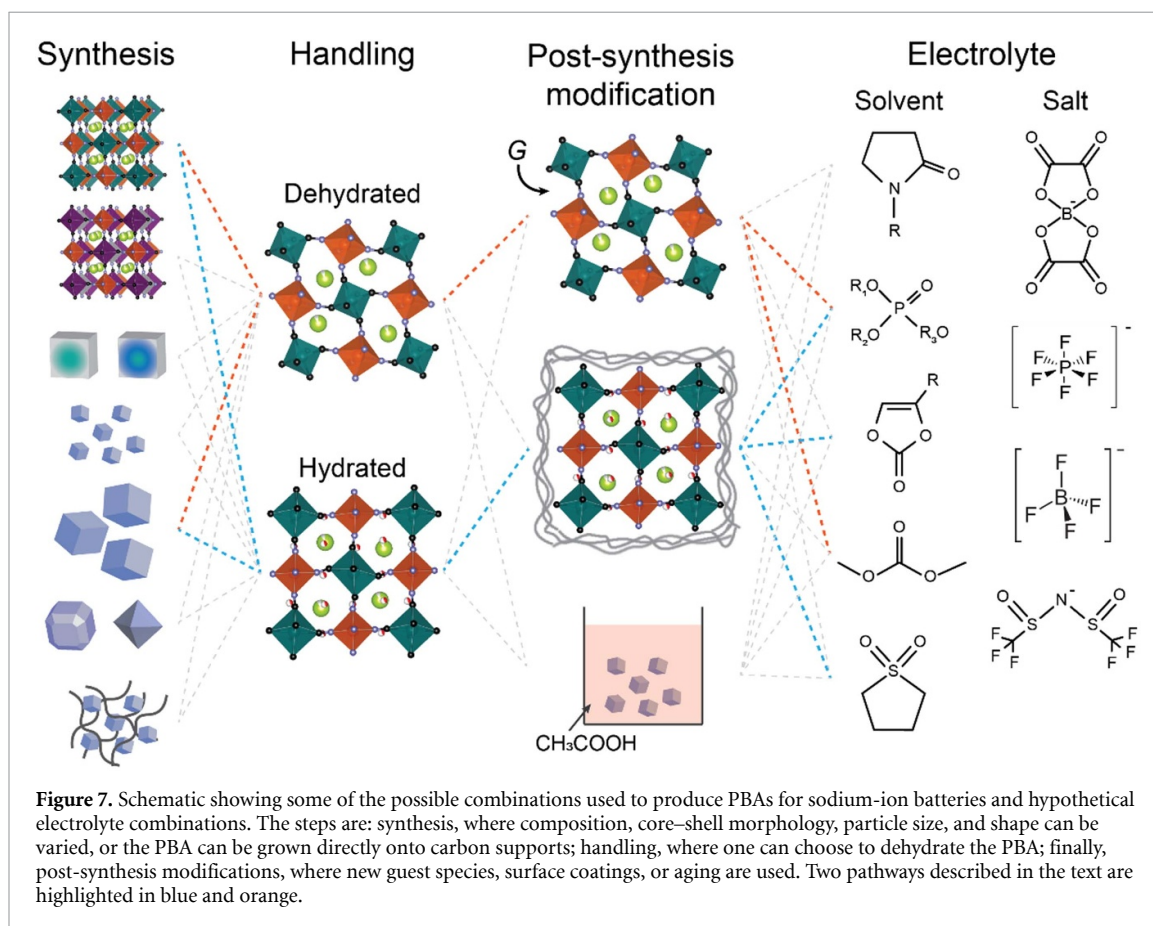 Synthesis
Handling
Post-synthesis
modification
Electrolyte
Solvent
Salt
Dehydrated
Hydrated
G
CH₃COOH
O
N
R
R₁O
O
P
R₂O
R₃O
R
O
O
O
O
O
O
O
O
S
O
O
O
O
O
B⁻
O
O
O
O
[
F
F
F
P
F
F
F
]⁻
[
F
B
F
F
F
]⁻
O
N⁻
O
S
S
O
O
F
F
F
F
F
F
Figure 7. Schematic showing some of the possible combinations used to produce PBAs for sodium-ion batteries and hypothetical
electrolyte combinations. The steps are: synthesis, where composition, core–shell morphology, particle size, and shape can be
varied, or the PBA can be grown directly onto carbon supports; handling, where one can choose to dehydrate the PBA; finally,
post-synthesis modifications, where new guest species, surface coatings, or aging are used. Two pathways described in the text are
highlighted in blue and orange.